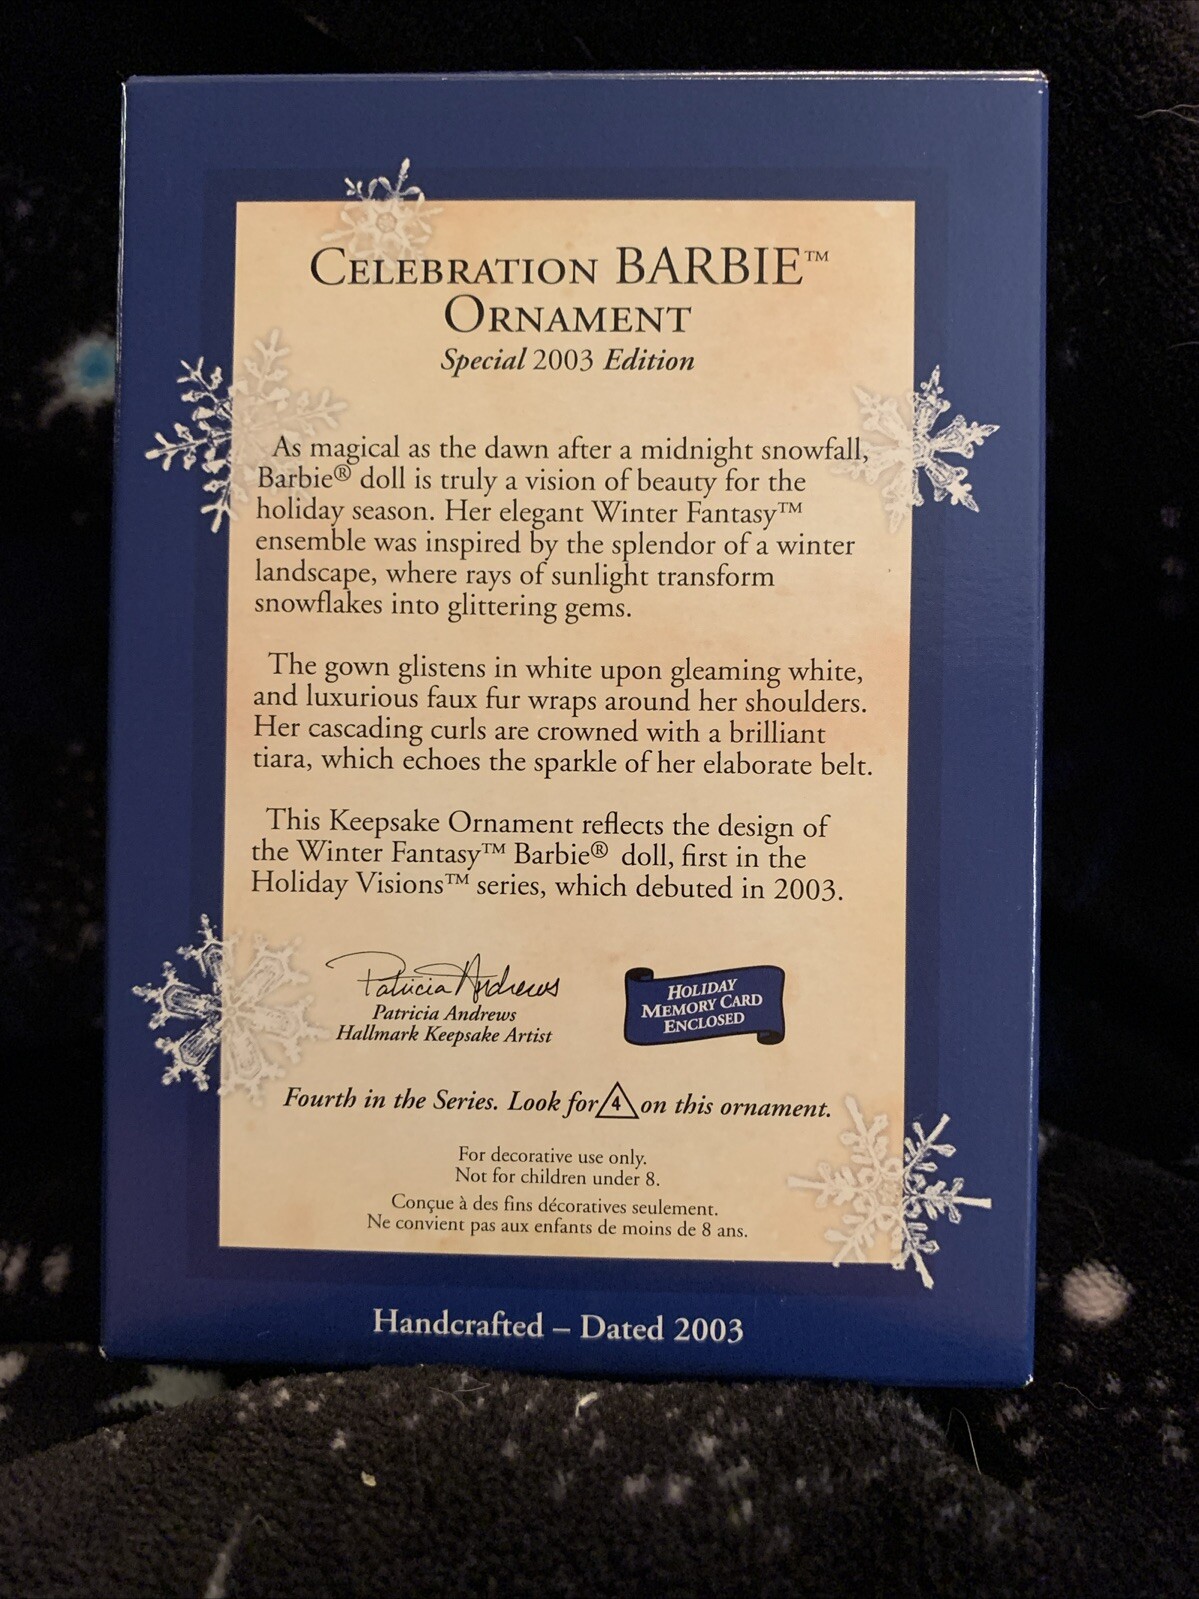 CELEBRATION BARBIE™
ORNAMENT
Special 2003 Edition
As magical as the dawn after a midnight snowfall,
Barbie® doll is truly a vision of beauty for the
holiday season. Her elegant Winter Fantasy™
ensemble was inspired by the splendor of a winter
landscape, where rays of sunlight transform
snowflakes into glittering gems.
The gown glistens in white upon gleaming white,
and luxurious faux fur wraps around her shoulders.
Her cascading curls are crowned with a brilliant
tiara, which echoes the sparkle of her elaborate belt.
This Keepsake Ornament reflects the design of
the Winter Fantasy™ Barbie® doll, first in the
Holiday Visions™ series, which debuted in 2003.
Patricia Andrews
Patricia Andrews
Hallmark Keepsake Artist
HOLIDAY
MEMORY CARD
ENCLOSED
Fourth in the Series. Look for 4 on this ornament.
For decorative use only.
Not for children under 8.
Conçue à des fins décoratives seulement.
Ne convient pas aux enfants de moins de 8 ans.
Handcrafted – Dated 2003